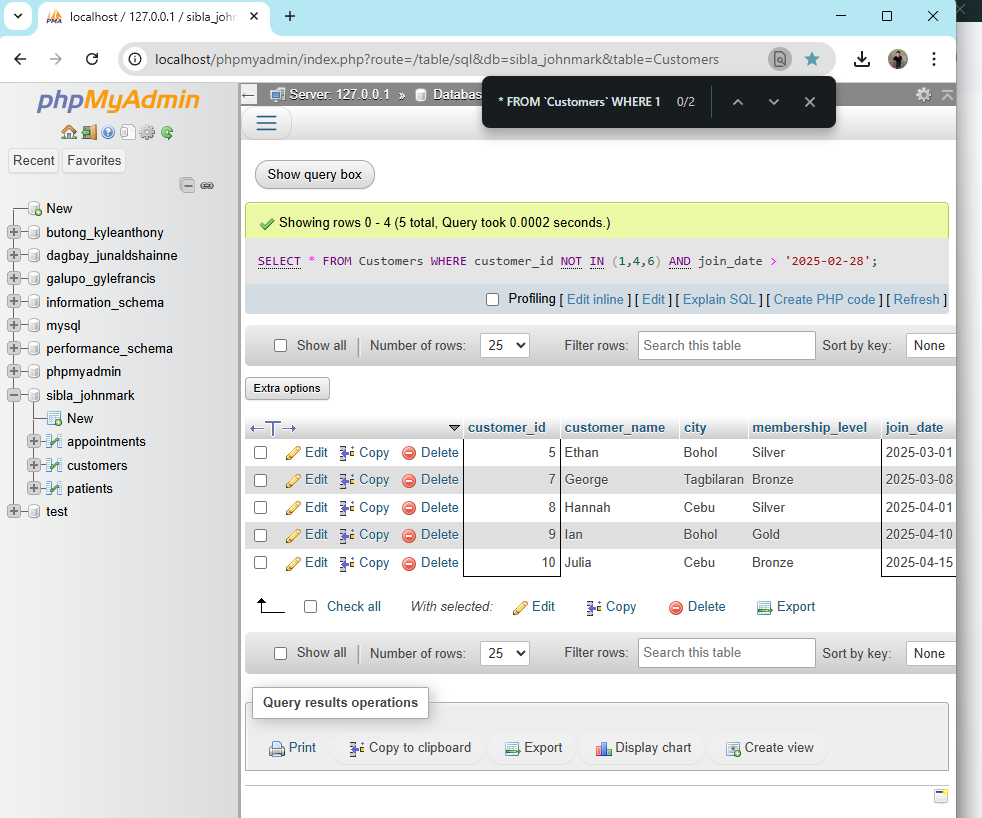 localhost / 127.0.0.1 / sibla_john
localhost/phpmyadmin/index.php?route=/table/sql&db=sibla_johnmark&table=Customers
phpMyAdmin
Recent
Favorites
New
butong_kyleanthony
dagbay_junaldshainne
galupo_gylefrancis
information_schema
mysql
performance_schema
phpmyadmin
sibla_johnmark
New
appointments
customers
patients
test
Server: 127.0.0.1 » Databas
* FROM `Customers` WHERE 1 0/2
Show query box
Showing rows 0 - 4 (5 total, Query took 0.0002 seconds.)
SELECT * FROM Customers WHERE customer_id NOT IN (1,4,6) AND join_date > '2025-02-28';
Profiling [ Edit inline ] [ Edit ] [ Explain SQL ] [ Create PHP code ] [ Refresh ]
Show all Number of rows: 25 Filter rows: Search this table Sort by key: None
Extra options
customer_id customer_name city membership_level join_date
Edit Copy Delete 5 Ethan Bohol Silver 2025-03-01
Edit Copy Delete 7 George Tagbilaran Bronze 2025-03-08
Edit Copy Delete 8 Hannah Cebu Silver 2025-04-01
Edit Copy Delete 9 Ian Bohol Gold 2025-04-10
Edit Copy Delete 10 Julia Cebu Bronze 2025-04-15
Check all With selected: Edit Copy Delete Export
Show all Number of rows: 25 Filter rows: Search this table Sort by key: None
Query results operations
Print Copy to clipboard Export Display chart Create view